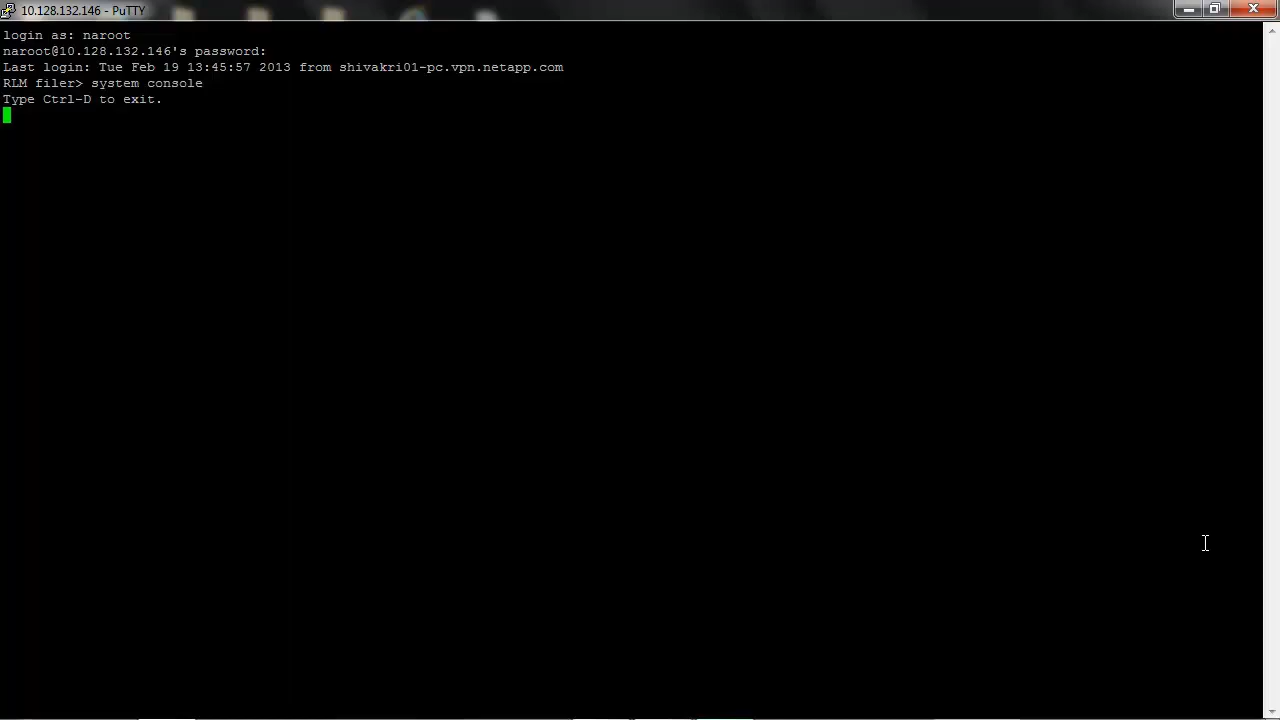 10.128.132.146 - PuTTY
login as: naroot
naroot@10.128.132.146's password:
Last login: Tue Feb 19 13:45:57 2013 from shivakri01-pc.vpn.netapp.com
RLM filer> system console
Type Ctrl-D to exit.